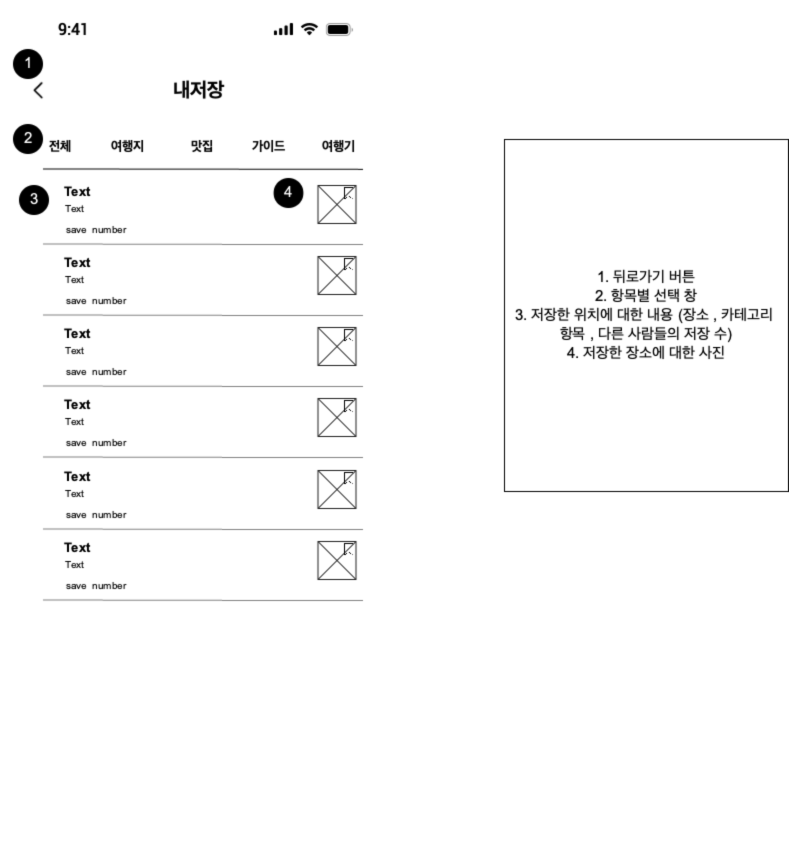 9:41
1
내저장
2
전체 여행지 맛집 가이드 여행기
3
Text
4
Text
save number
Text
Text
save number
Text
Text
save number
Text
Text
save number
Text
Text
save number
Text
Text
save number
1. 뒤로가기 버튼
2. 항목별 선택 창
3. 저장한 위치에 대한 내용 (장소 , 카테고리
항목 , 다른 사람들의 저장 수)
4. 저장한 장소에 대한 사진